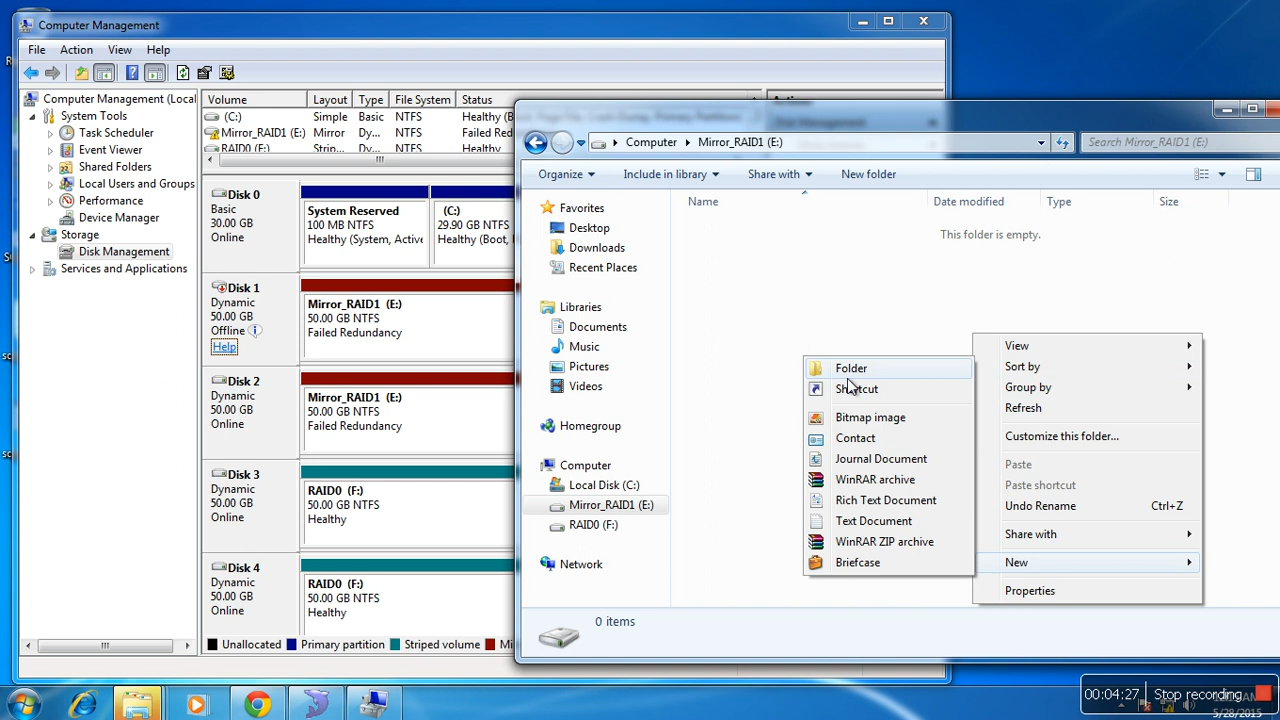 Computer Management
File Action View Help
Computer Management (Local
System Tools
Task Scheduler
Event Viewer
Shared Folders
Local Users and Groups
Performance
Device Manager
Storage
Disk Management
Services and Applications
Volume Layout Type File System Status
(C:) Simple Basic NTFS Healthy (B
Mirror_RAID1 (E:) Mirror Dy... NTFS Failed Red
RAID0 (F:) Strip... Dy... NTFS Healthy
Disk 0
Basic
30.00 GB
Online
System Reserved
100 MB NTFS
Healthy (System, Active
(C:)
29.90 GB NTFS
Healthy (Boot,
Disk 1
Dynamic
50.00 GB
Offline
Help
Mirror_RAID1 (E:)
50.00 GB NTFS
Failed Redundancy
Disk 2
Dynamic
50.00 GB
Online
Mirror_RAID1 (E:)
50.00 GB NTFS
Failed Redundancy
Disk 3
Dynamic
50.00 GB
Online
RAID0 (F:)
50.00 GB NTFS
Healthy
Disk 4
Dynamic
50.00 GB
Online
RAID0 (F:)
50.00 GB NTFS
Healthy
Unallocated Primary partition Striped volume Mi
Computer Mirror_RAID1 (E:)
Search Mirror_RAID1 (E:)
Organize Include in library Share with New folder
Favorites
Desktop
Downloads
Recent Places
Libraries
Documents
Music
Pictures
Videos
Homegroup
Computer
Local Disk (C:)
Mirror_RAID1 (E:)
RAID0 (F:)
Network
Name Date modified Type Size
This folder is empty.
0 items
View
Sort by
Group by
Refresh
Customize this folder...
Paste
Paste shortcut
Undo Rename Ctrl+Z
Share with
New
Properties
Folder
Shortcut
Bitmap image
Contact
Journal Document
WinRAR archive
Rich Text Document
Text Document
WinRAR ZIP archive
Briefcase
00:04:27 Stop recording
5/28/2015